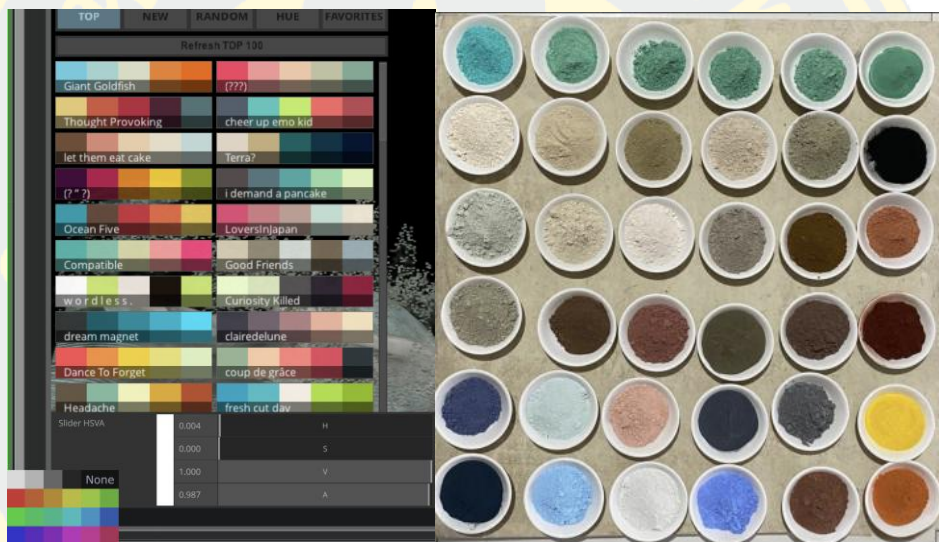 TOP NEW RANDOM HUE FAVORITES
Refresh TOP 100
Giant Goldfish (???)
Thought Provoking cheer up emo kid
let them eat cake Terra?
(? " ?) i demand a pancake
Ocean Five LoversInJapan
Compatible Good Friends
w o r d l e s s . Curiosity Killed
dream magnet clairedelune
Dance To Forget coup de grâce
Headache fresh cut day
Slider HSVA 0.004 H
0.000 S
1.000 V
0.987 A
None